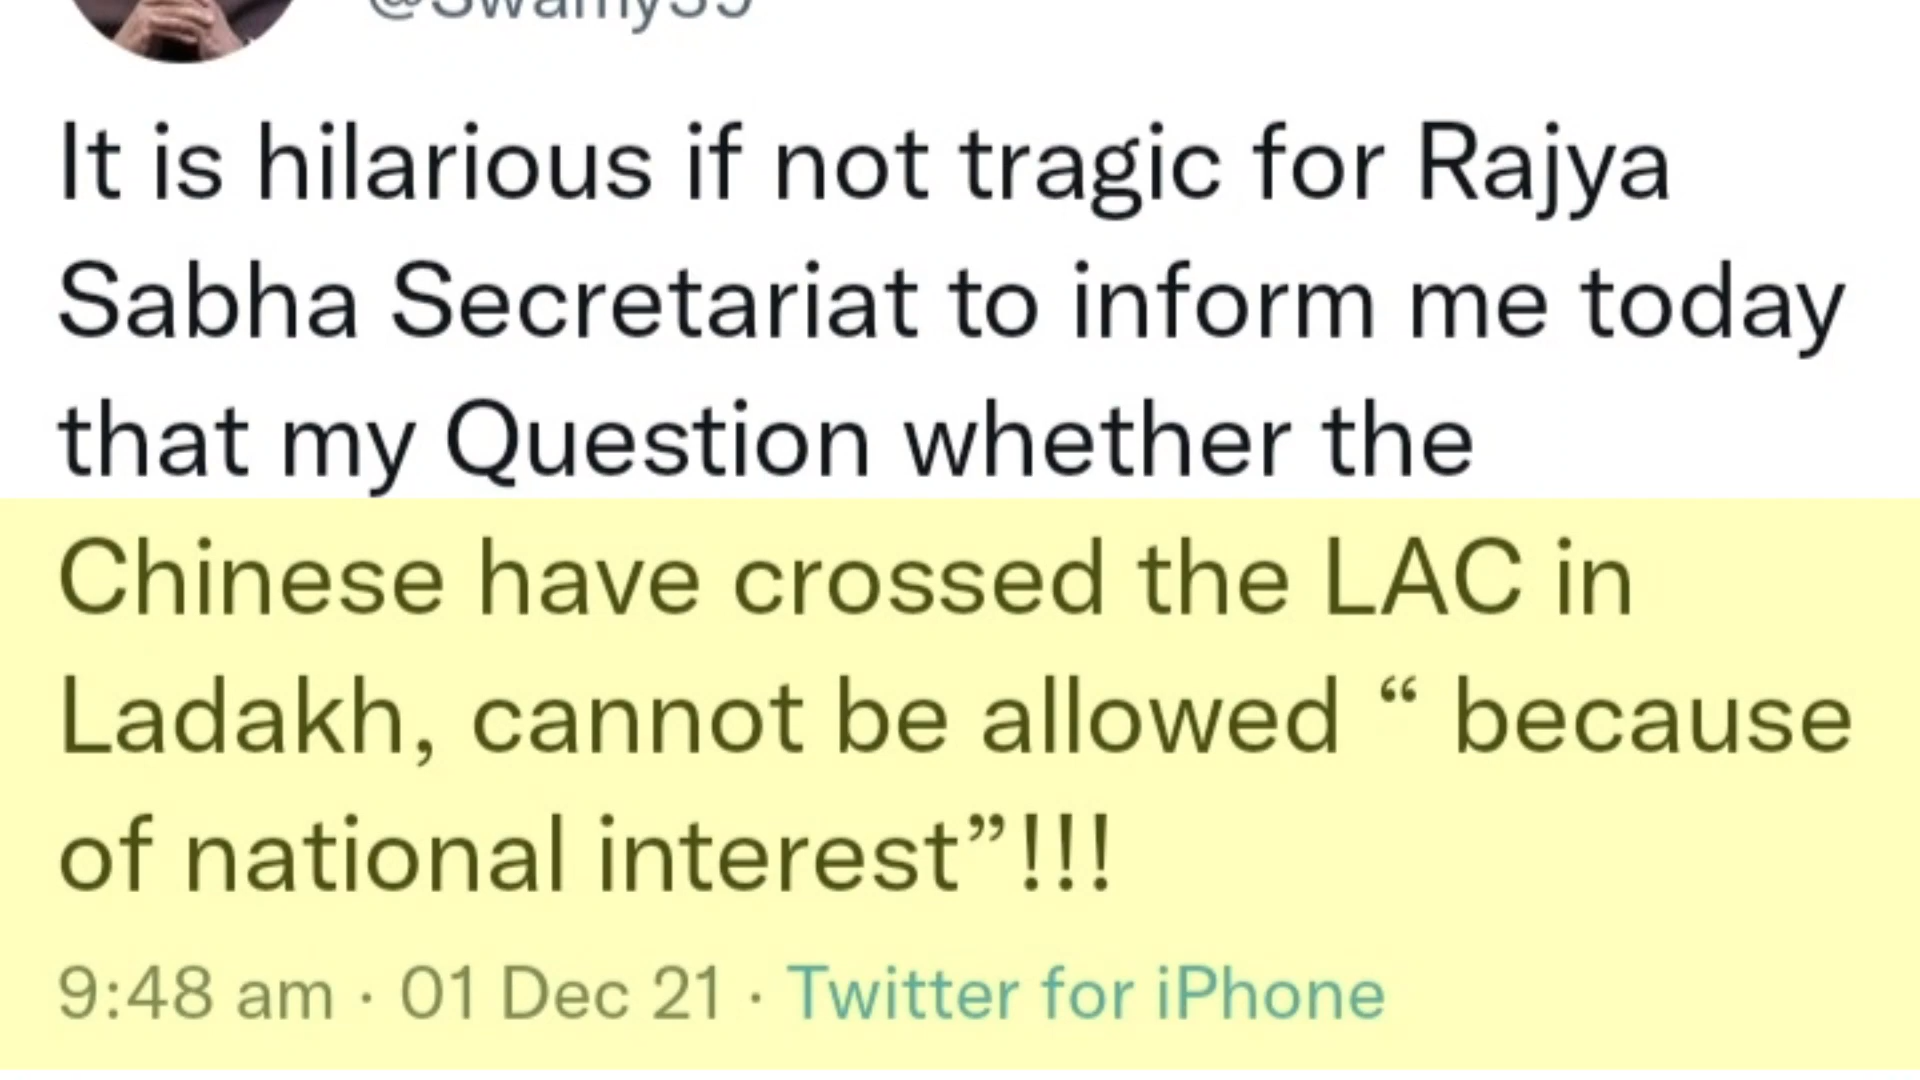 @Swamy39
It is hilarious if not tragic for Rajya
Sabha Secretariat to inform me today
that my Question whether the
Chinese have crossed the LAC in
Ladakh, cannot be allowed “ because
of national interest”!!!
9:48 am · 01 Dec 21 · Twitter for iPhone